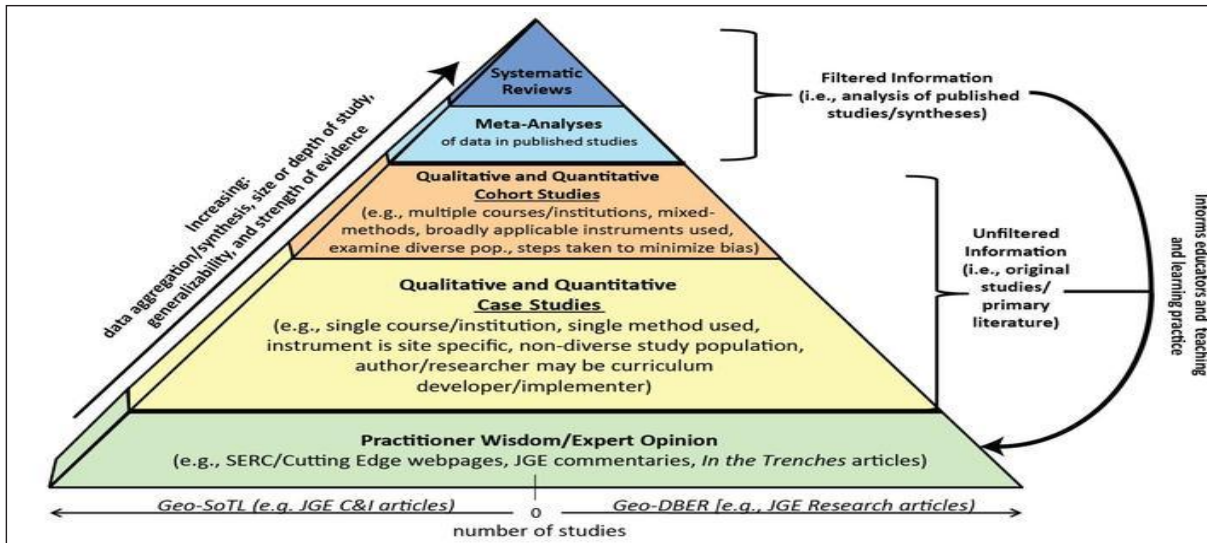 Systematic
Reviews
Meta-Analyses
of data in published studies
Qualitative and Quantitative
Cohort Studies
(e.g., multiple courses/institutions, mixed-
methods, broadly applicable instruments used,
examine diverse pop., steps taken to minimize bias)
Qualitative and Quantitative
Case Studies
(e.g., single course/institution, single method used,
instrument is site specific, non-diverse study population,
author/researcher may be curriculum
developer/implementer)
Practitioner Wisdom/Expert Opinion
(e.g., SERC/Cutting Edge webpages, JGE commentaries, In the Trenches articles)
Geo-SoTL (e.g. JGE C&I articles)
0
Geo-DBER [e.g., JGE Research articles)
number of studies
Increasing:
data aggregation/synthesis, size or depth of study,
generalizability, and strength of evidence
Filtered Information
(i.e., analysis of published
studies/syntheses)
Unfiltered
Information
(i.e., original
studies/
primary
literature)
Informs educators and teaching
and learning practice